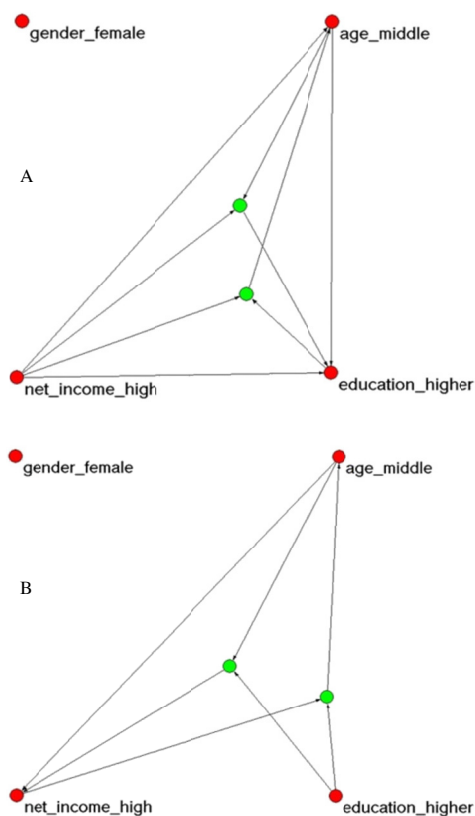 gender_female
age_middle
A
net_income_high
education_higher
gender_female
age_middle
B
net_income_high
education_higher